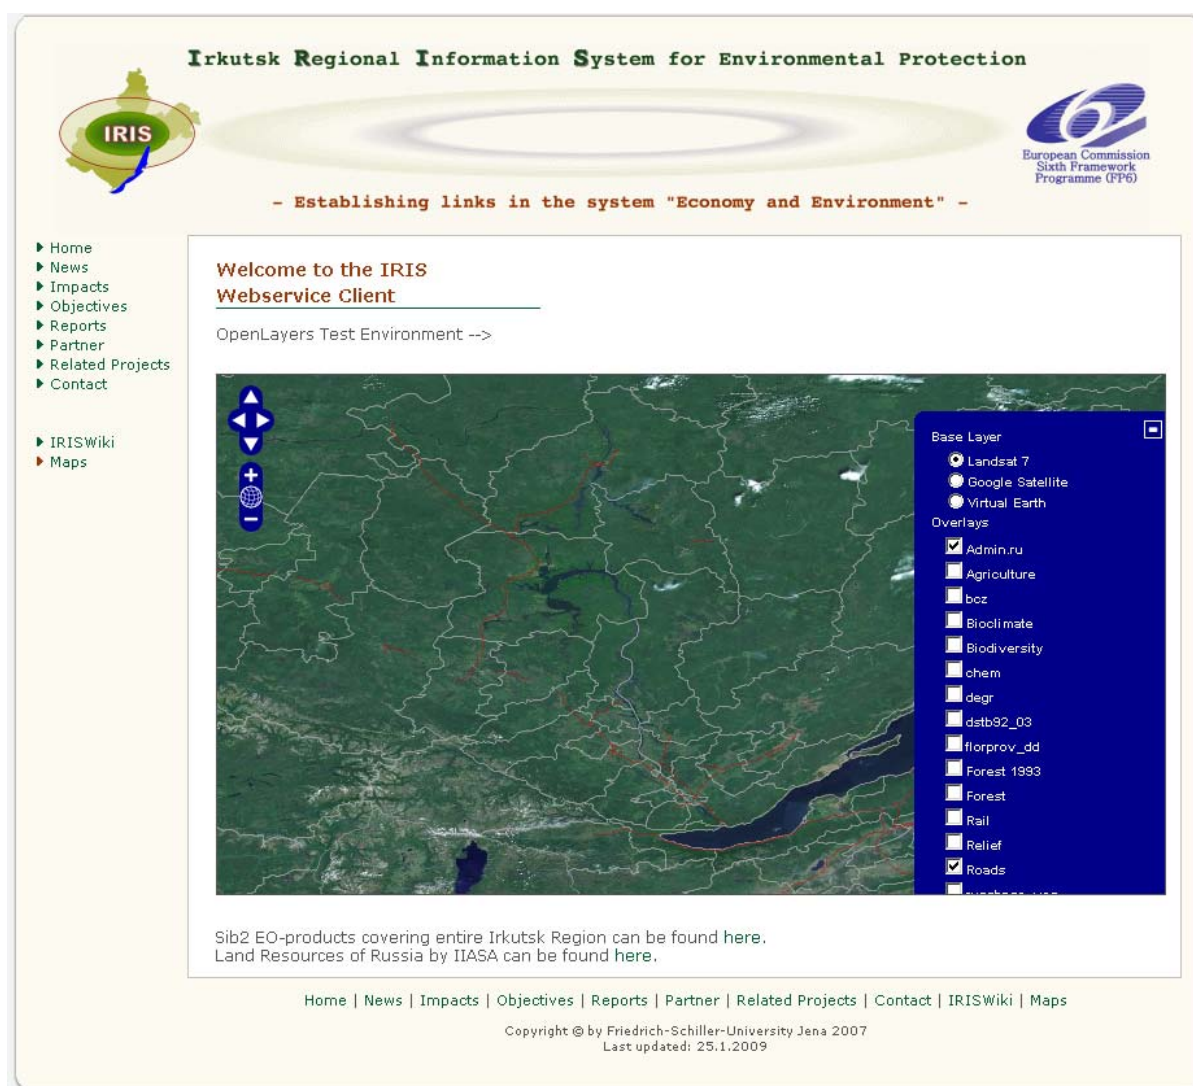 Irkutsk Regional Information System for Environmental Protection
IRIS
European Commission
Sixth Framework
Programme (FP6)
- Establishing links in the system "Economy and Environment" -
Home
News
Impacts
Objectives
Reports
Partner
Related Projects
Contact
IRISWiki
Maps
Welcome to the IRIS
Webservice Client
OpenLayers Test Environment -->
Base Layer
Landsat 7
Google Satellite
Virtual Earth
Overlays
Admin.ru
Agriculture
bcz
Bioclimate
Biodiversity
chem
degr
dstb92_03
florprov_dd
Forest 1993
Forest
Rail
Relief
Roads
Sib2 EO-products covering entire Irkutsk Region can be found here.
Land Resources of Russia by IIASA can be found here.
Home | News | Impacts | Objectives | Reports | Partner | Related Projects | Contact | IRISWiki | Maps
Copyright © by Friedrich-Schiller-University Jena 2007
Last updated: 25.1.2009